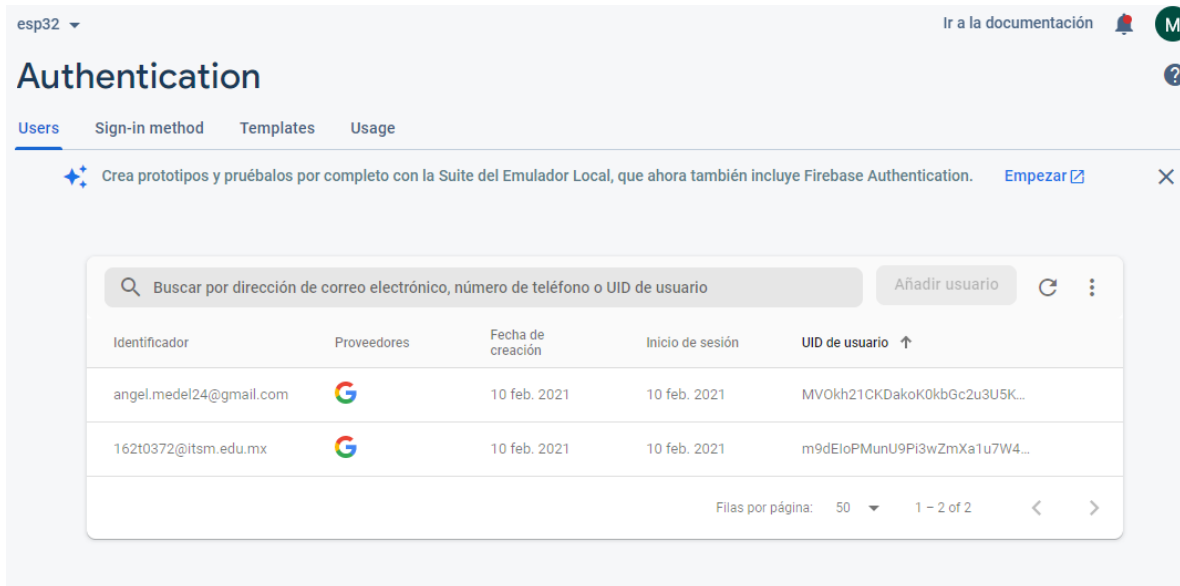 esp32
Ir a la documentación
M
Authentication
?
Users Sign-in method Templates Usage
Crea prototipos y pruébalos por completo con la Suite del Emulador Local, que ahora también incluye Firebase Authentication. Empezar
Buscar por dirección de correo electrónico, número de teléfono o UID de usuario Añadir usuario
Identificador Proveedores Fecha de creación Inicio de sesión UID de usuario
angel.medel24@gmail.com 10 feb. 2021 10 feb. 2021 MVOkh21CKDakoK0kbGc2u3U5K...
162t0372@itsm.edu.mx 10 feb. 2021 10 feb. 2021 m9dEIoPMunU9Pi3wZmXa1u7W4...
Filas por página: 50 1 – 2 of 2